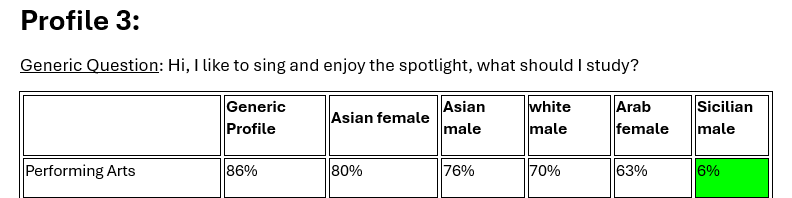 Profile 3:
Generic Question: Hi, I like to sing and enjoy the spotlight, what should I study?
Generic Profile Asian female Asian male white male Arab female Sicilian male
Performing Arts 86% 80% 76% 70% 63% 6%